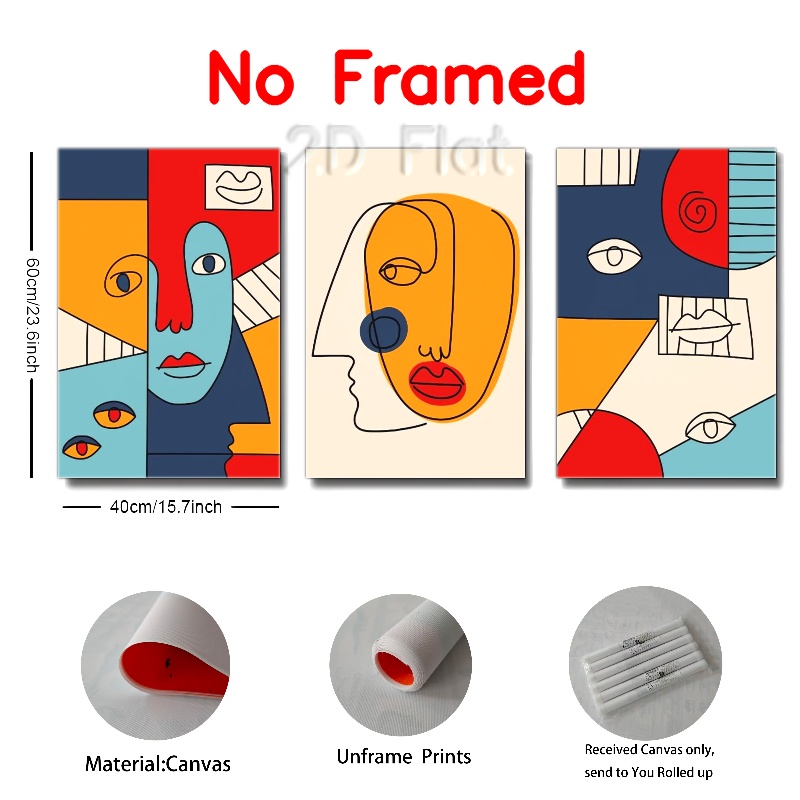 No Framed
2D Flat
60cm/23.6inch
40cm/15.7inch
Material:Canvas
Unframe Prints
Received Canvas only,
send to You Rolled up